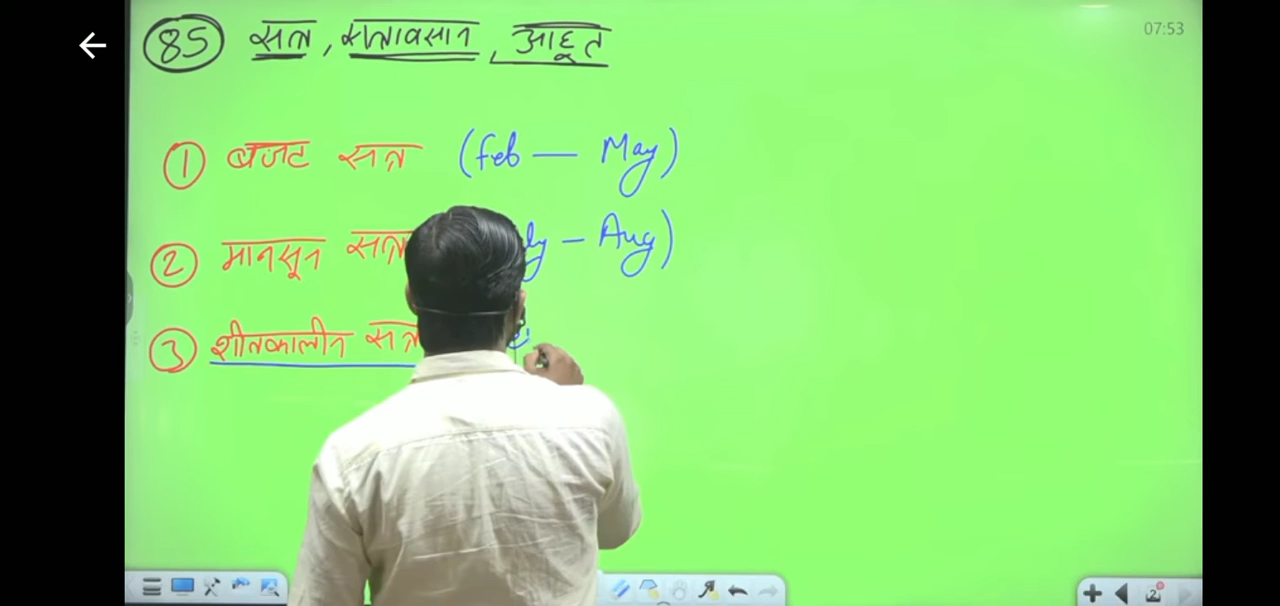 85 सत्र, सत्रावसान, आहूत
07:53
1 बजट सत्र (feb — May)
2 मानसून सत्र – Aug)
3 शीतकालीन सत्र
2